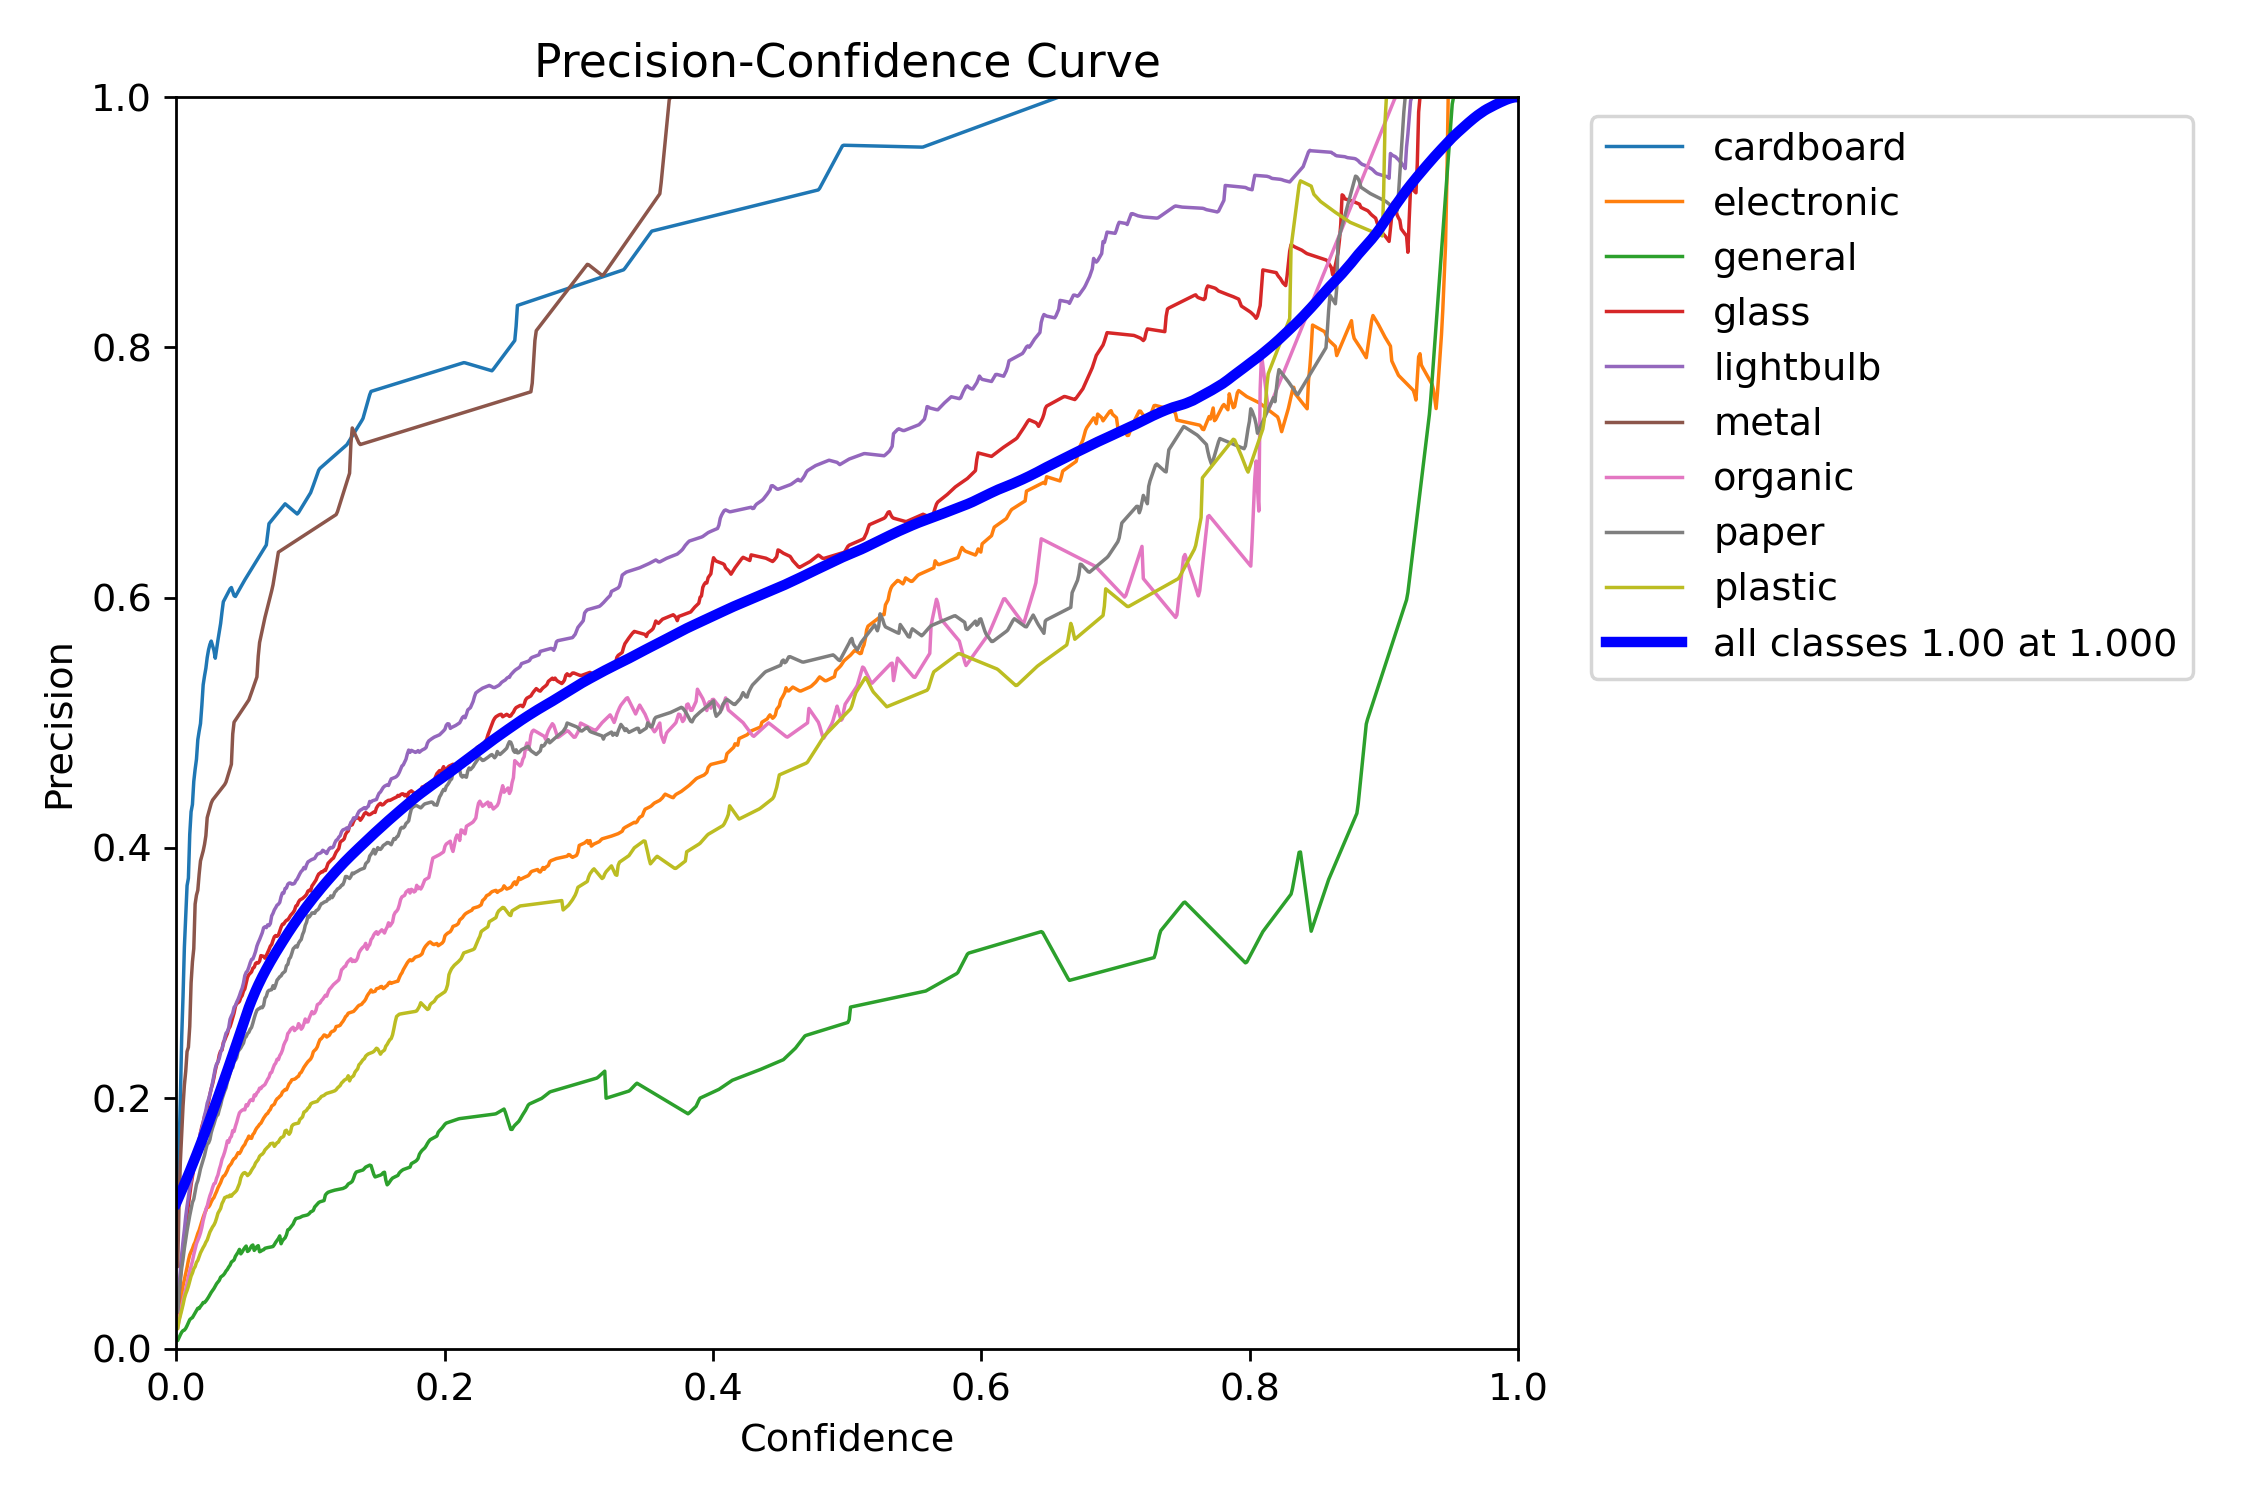 Precision-Confidence Curve
1.0
0.8
0.6
0.4
0.2
0.0
Precision
0.0 0.2 0.4 0.6 0.8 1.0
Confidence
cardboard
electronic
general
glass
lightbulb
metal
organic
paper
plastic
all classes 1.00 at 1.000